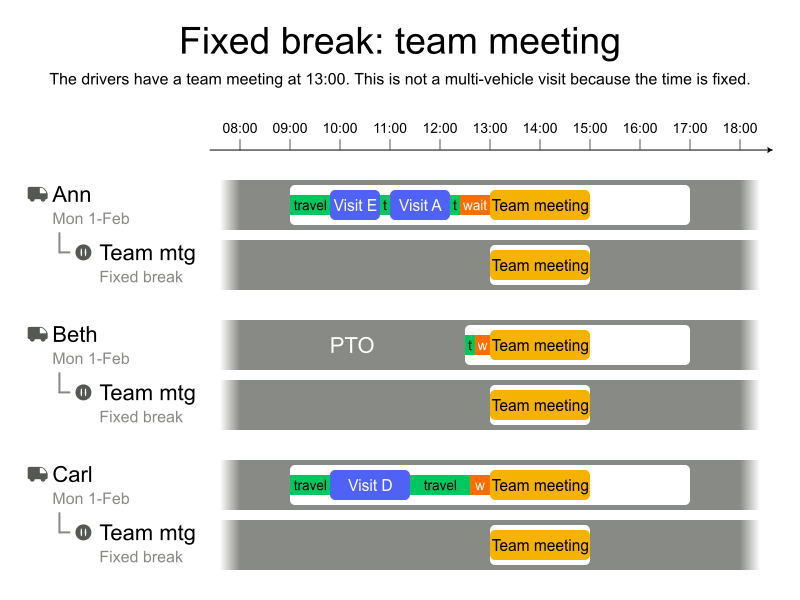 Fixed break: team meeting
The drivers have a team meeting at 13:00. This is not a multi-vehicle visit because the time is fixed.
08:00 09:00 10:00 11:00 12:00 13:00 14:00 15:00 16:00 17:00 18:00
Ann
Mon 1-Feb
travel Visit E t Visit A t wait Team meeting
Team mtg
Fixed break
Team meeting
Beth
Mon 1-Feb
PTO t w Team meeting
Team mtg
Fixed break
Team meeting
Carl
Mon 1-Feb
travel Visit D travel w Team meeting
Team mtg
Fixed break
Team meeting